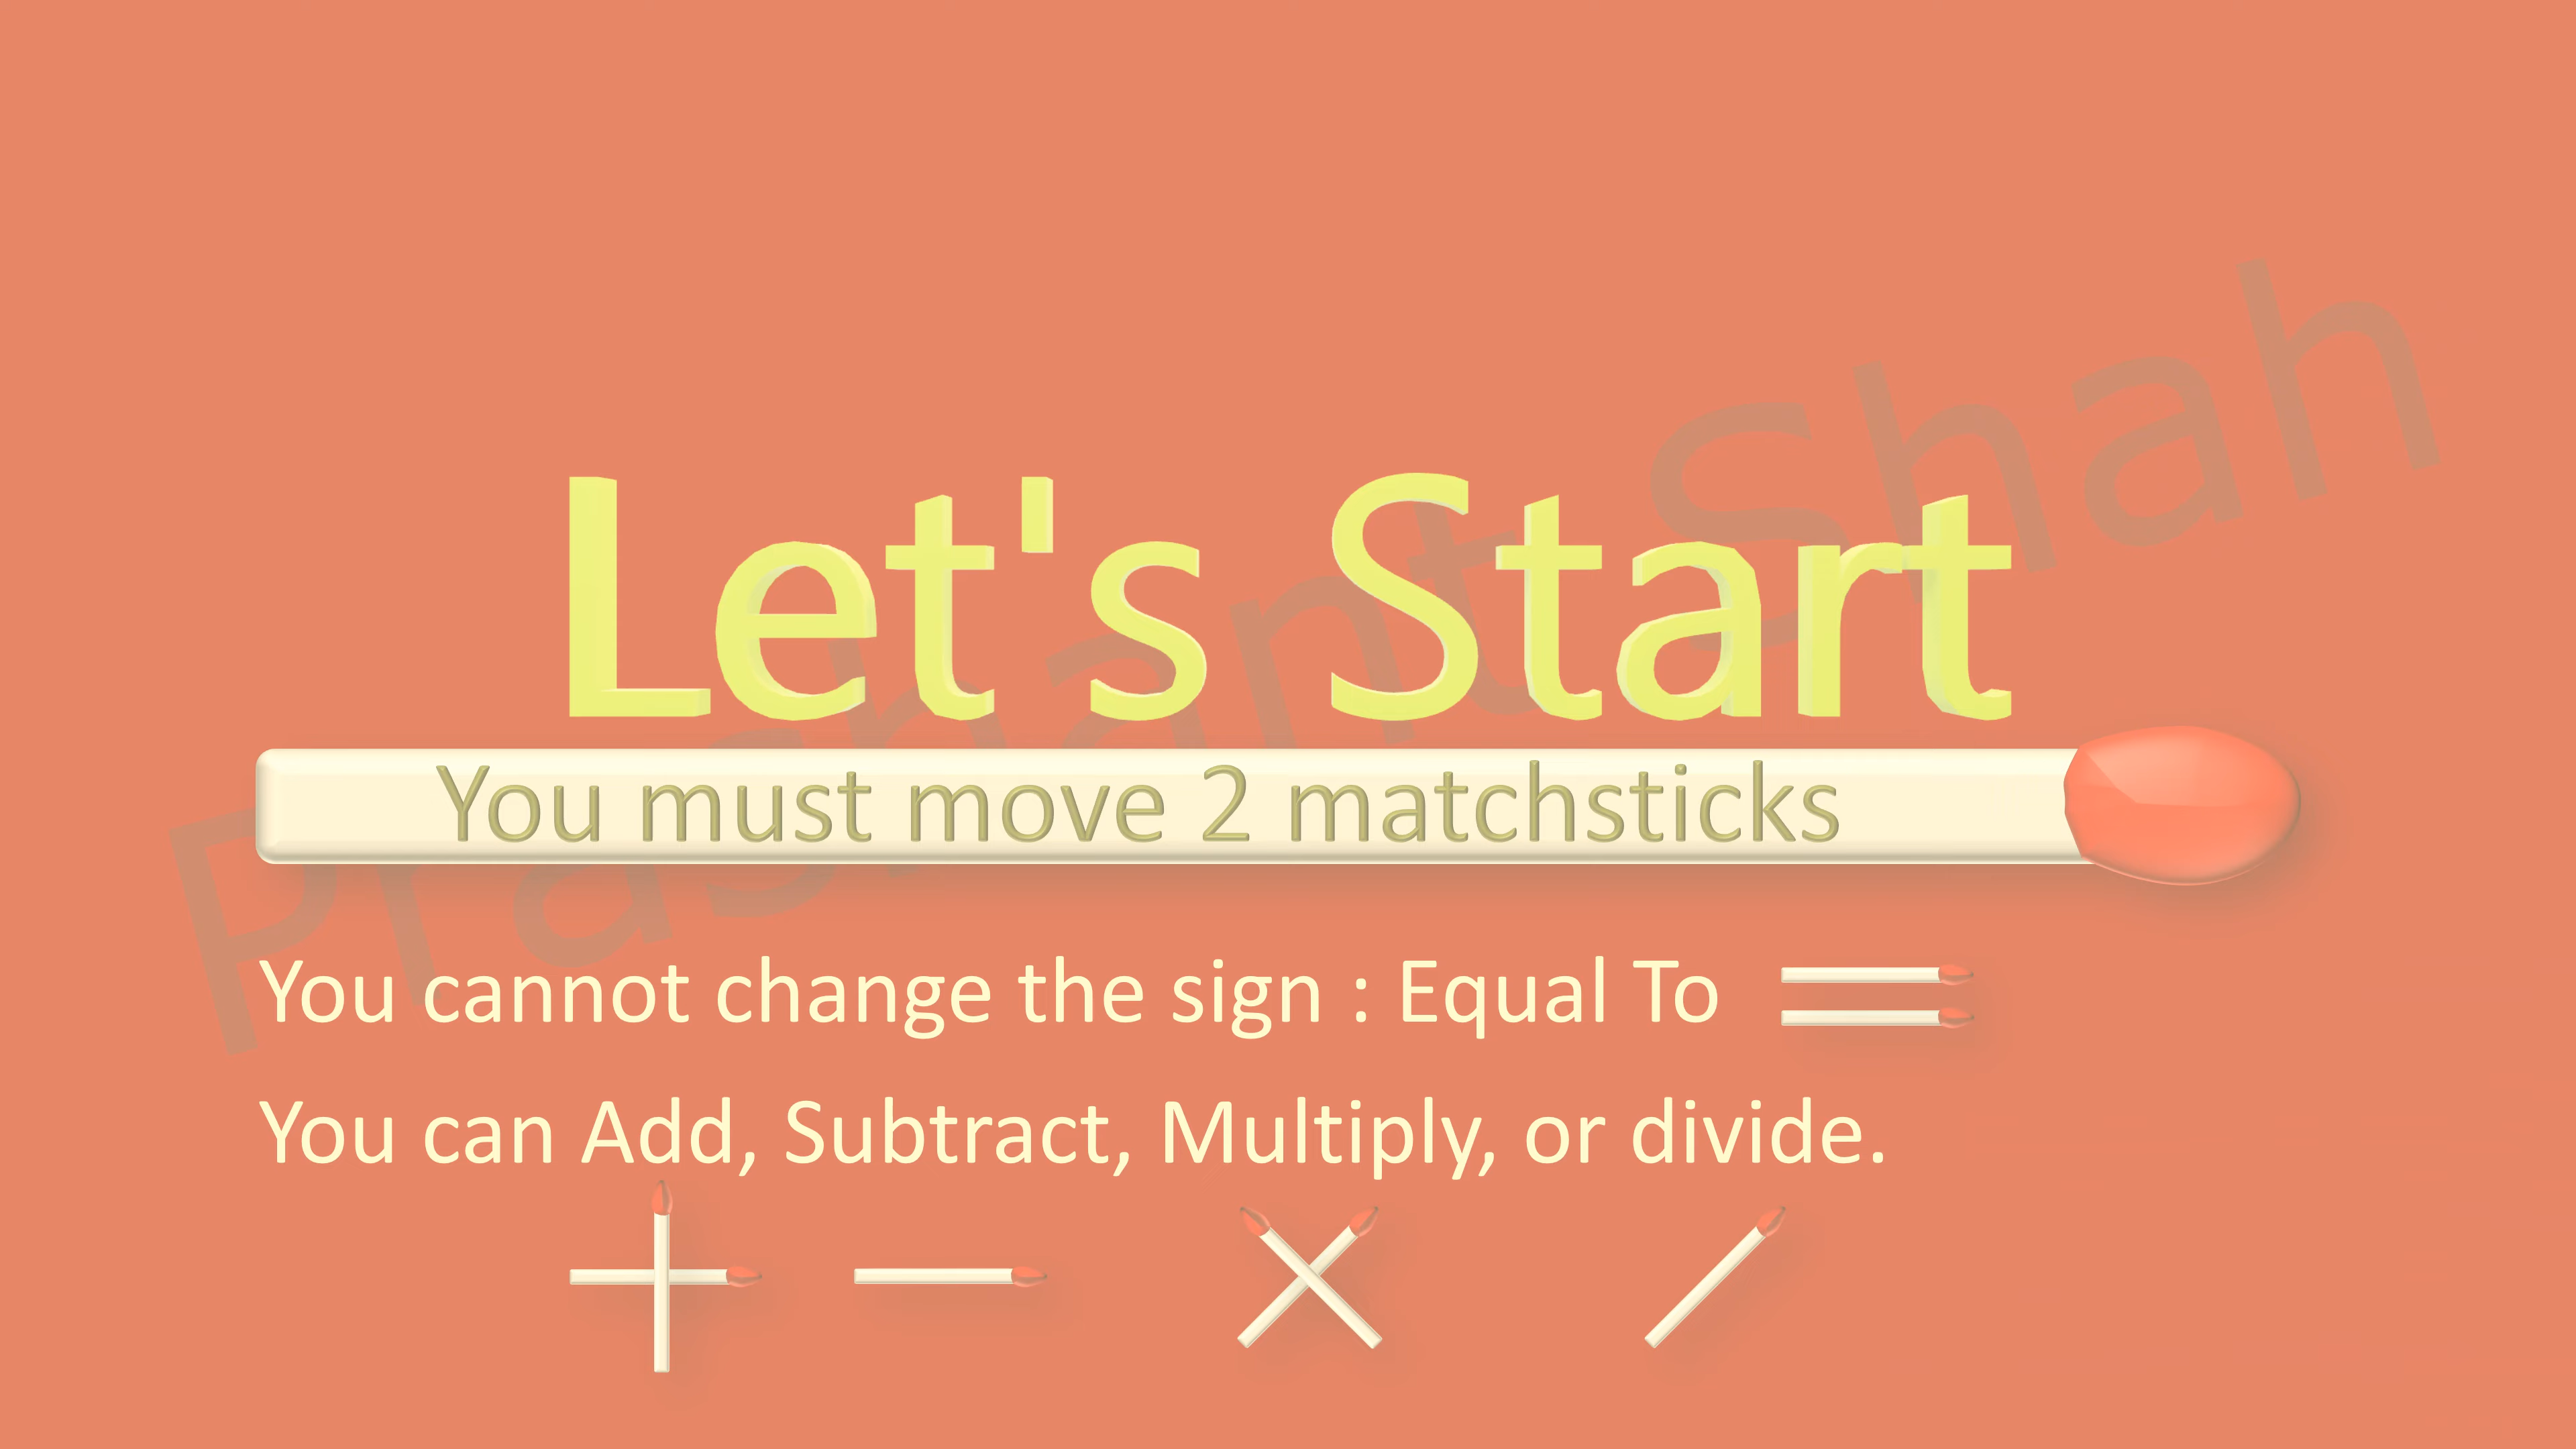 Let's Start
You must move 2 matchsticks
You cannot change the sign : Equal To
You can Add, Subtract, Multiply, or divide.
Prashant Shah